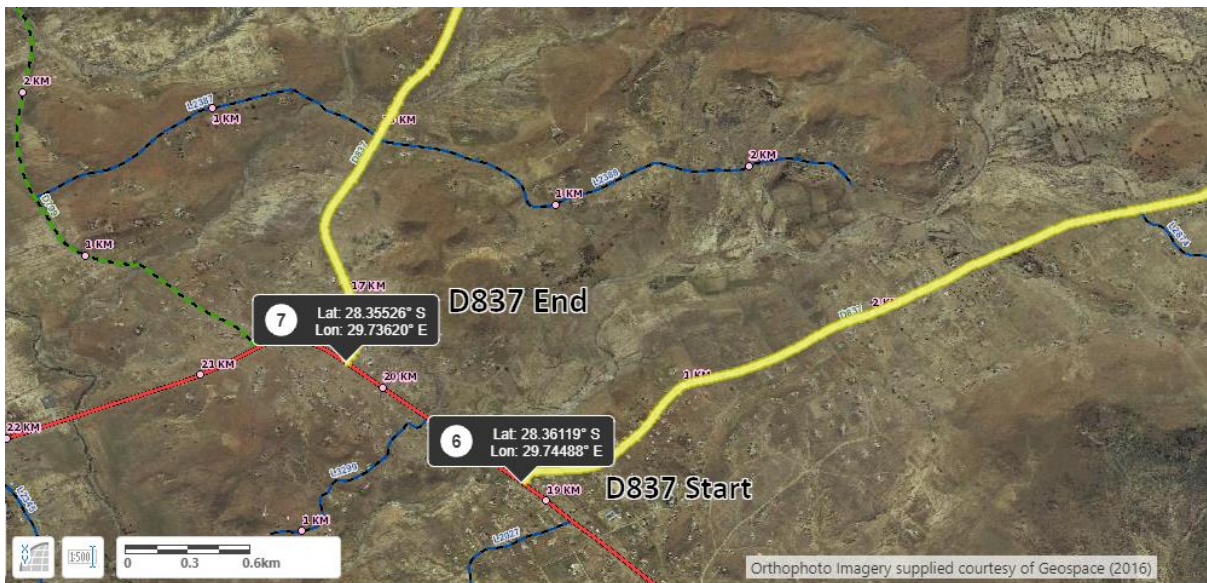 2 KM
L2387
1 KM
D837
L2388
2 KM
1 KM
1 KM
17 KM
D837 End
7
Lat: 28.35526° S
Lon: 29.73620° E
L2874
2 KM
D837
21 KM
20 KM
1 KM
22 KM
6
Lat: 28.36119° S
Lon: 29.74488° E
19 KM
D837 Start
1 KM
L2927
X
Y
1:500
0
0.3
0.6km
Orthophoto Imagery supplied courtesy of Geospace (2016)